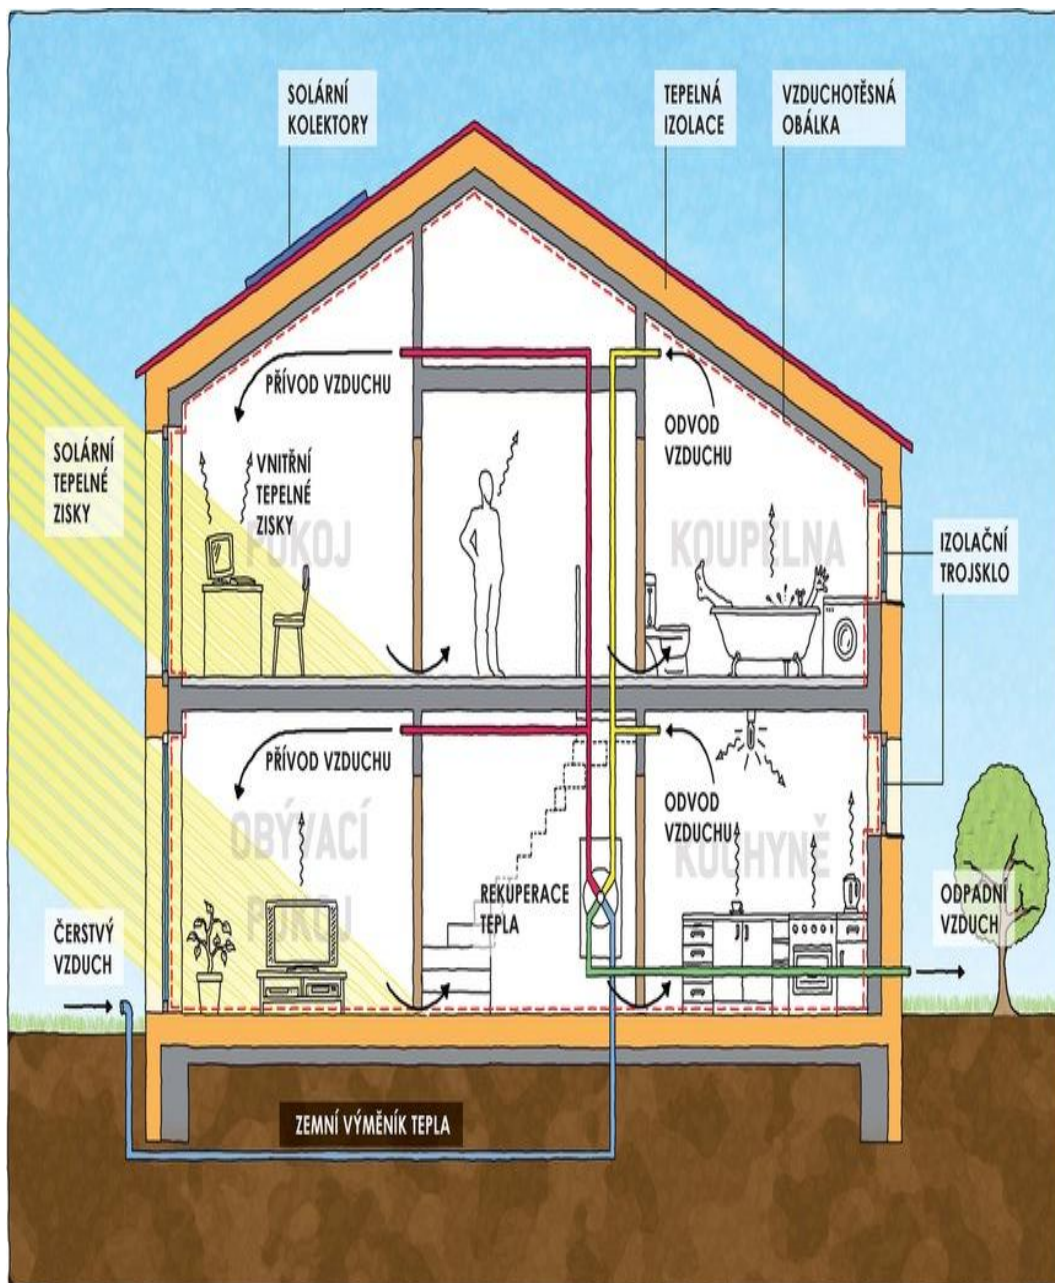 SOLÁRNÍ
KOLEKTORY
TEPELNÁ
IZOLACE
VZDUCHOTĚSNÁ
OBÁLKA
PŘÍVOD VZDUCHU
ODVOD
VZDUCHU
SOLÁRNÍ
TEPELNÉ
ZISKY
VNITŘNÍ
TEPELNÉ
ZISKY
POKOJ
KOUPELNA
IZOLAČNÍ
TROJSKLO
PŘÍVOD VZDUCHU
ODVOD
VZDUCHU
OBÝVACÍ
POKOJ
KUCHYNĚ
REKUPERACE
TEPLA
ODPADNÍ
VZDUCH
ČERSTVÝ
VZDUCH
ZEMNÍ VÝMĚNÍK TEPLA